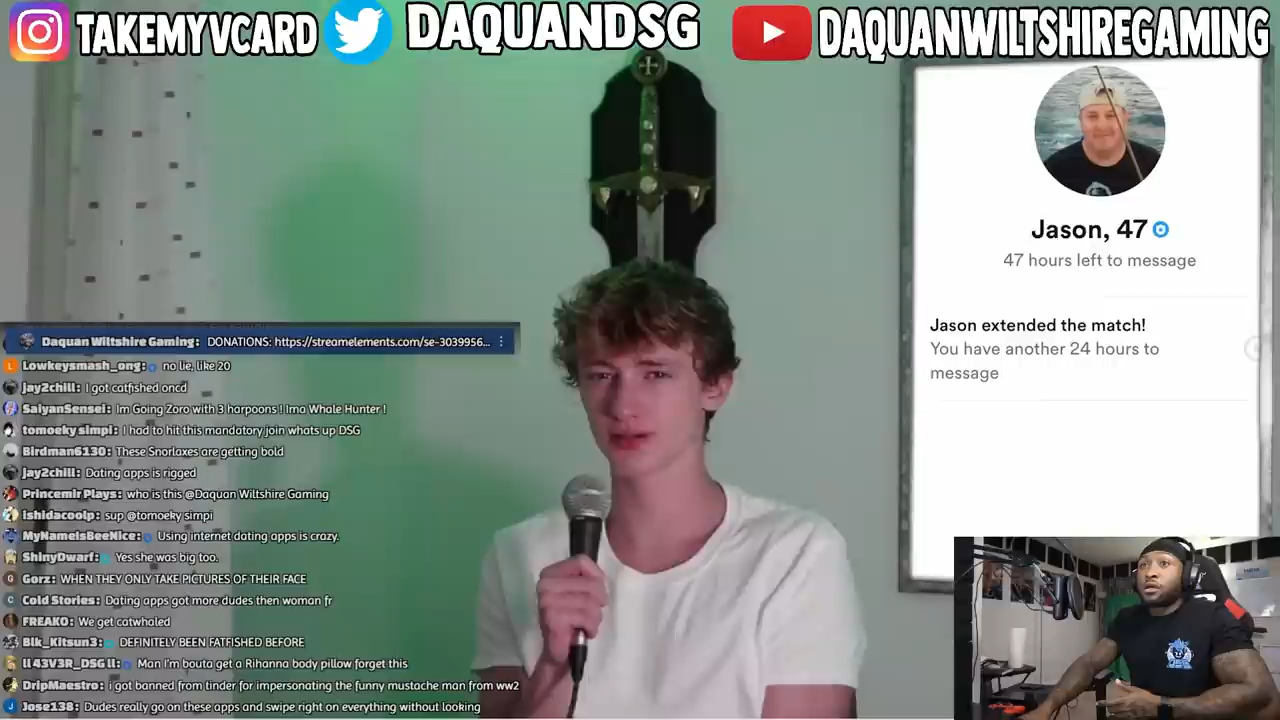 TAKEMYVCARD
DAQUANDSG
DAQUANWILTSHIREGAMING
Jason, 47
47 hours left to message
Jason extended the match!
You have another 24 hours to
message
Daquan Wiltshire Gaming: DONATIONS: https://streamelements.com/se-3039956...
Lowkeysmash_ong: no lie, like 20
jay2chill: I got catfished oncd
SaiyanSensei: Im Going Zoro with 3 harpoons ! Ima Whale Hunter !
tomoeky simpi: I had to hit this mandatory join whats up DSG
Birdman6130: These Snorlaxes are getting bold
Jay2chill: Dating apps is rigged
Princemir Plays: who is this @Daquan Wiltshire Gaming
ishidacoolp: sup @tomoeky simpi
MyNameIsBeeNice: Using internet dating apps is crazy.
ShinyDwarf: Yes she was big too.
Gorz: WHEN THEY ONLY TAKE PICTURES OF THEIR FACE
Cold Stories: Dating apps got more dudes then woman fr
FREAKO: We get catwhaled
Blk_Kitsun3: DEFINITELY BEEN FATFISHED BEFORE
Man I'm bouta get a Rihanna body pillow forget this
DripMaestro: i got banned from tinder for impersonating the funny mustache man from ww2
Jose138: Dudes really go on these apps and swipe right on everything without looking